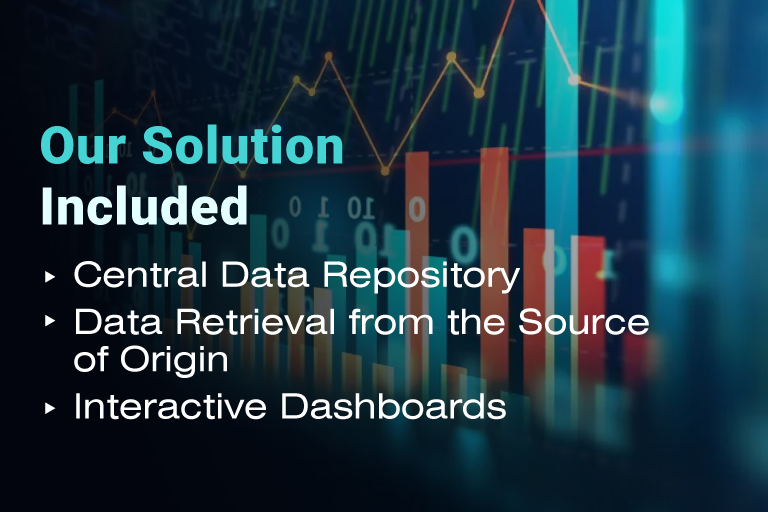 Our Solution
Included
▸ Central Data Repository
▸ Data Retrieval from the Source
of Origin
▸ Interactive Dashboards